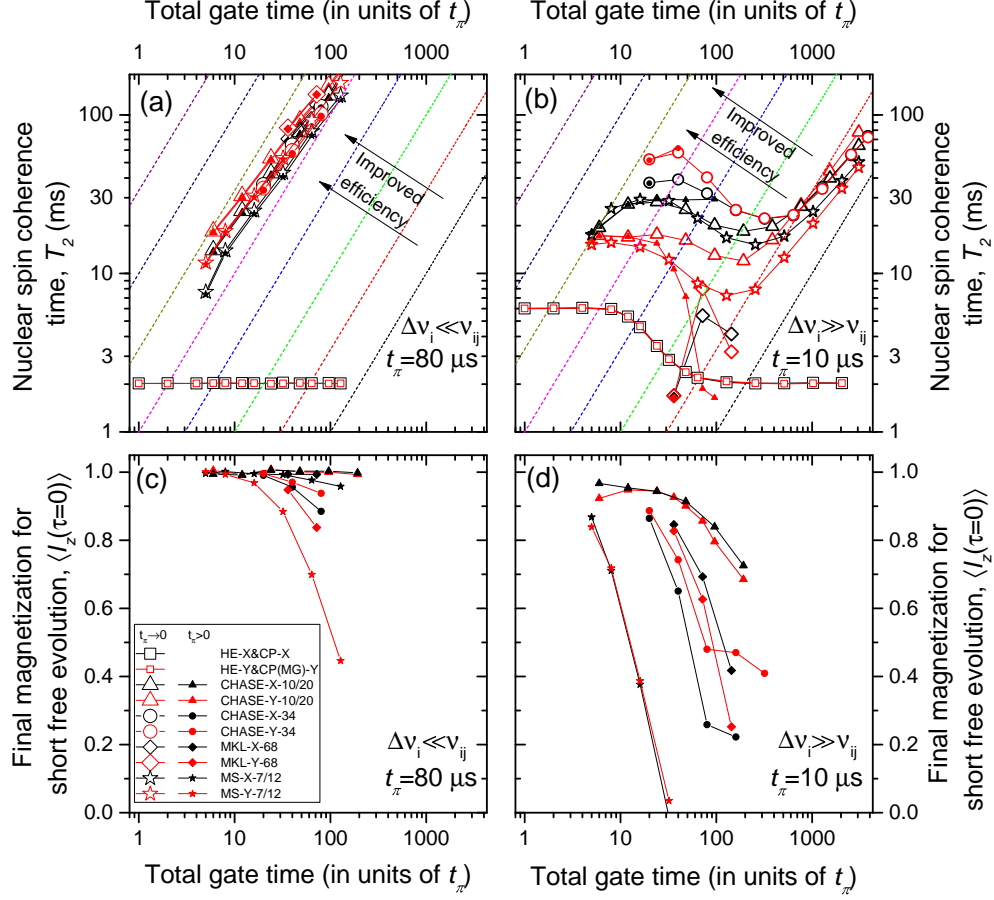 Total gate time (in units of tπ)
Total gate time (in units of tπ)
1 10 100 1000
1 10 100 1000
(a)
(b)
Improved
efficiency
Improved
efficiency
Nuclear spin coherence
time, T2 (ms)
100
30
10
3
1
100
30
10
3
1
Nuclear spin coherence
time, T2 (ms)
Δνi≪νij
tπ=80 µs
Δνi≫νij
tπ=10 µs
(c)
(d)
Final magnetization for
short free evolution, ⟨Iz(τ=0)⟩
1.0
0.8
0.6
0.4
0.2
0.0
1.0
0.8
0.6
0.4
0.2
0.0
Final magnetization for
short free evolution, ⟨Iz(τ=0)⟩
tπ→0 tπ>0
HE-X&CP-X
HE-Y&CP(MG)-Y
CHASE-X-10/20
CHASE-Y-10/20
CHASE-X-34
CHASE-Y-34
MKL-X-68
MKL-Y-68
MS-X-7/12
MS-Y-7/12
Δνi≪νij
tπ=80 µs
Δνi≫νij
tπ=10 µs
1 10 100 1000
1 10 100 1000
Total gate time (in units of tπ)
Total gate time (in units of tπ)